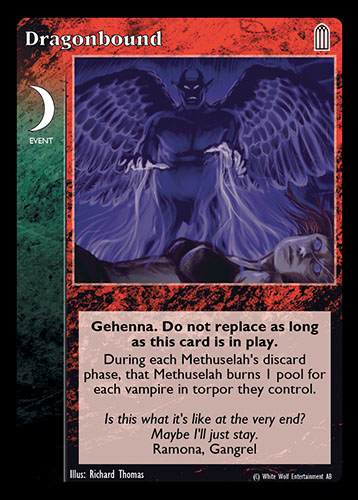 Dragonbound
EVENT
Gehenna. Do not replace as long
as this card is in play.
During each Methuselah's discard
phase, that Methuselah burns 1 pool for
each vampire in torpor they control.
Is this what it's like at the very end?
Maybe I'll just stay.
Ramona, Gangrel
Illus: Richard Thomas
(C) White Wolf Entertainment AB